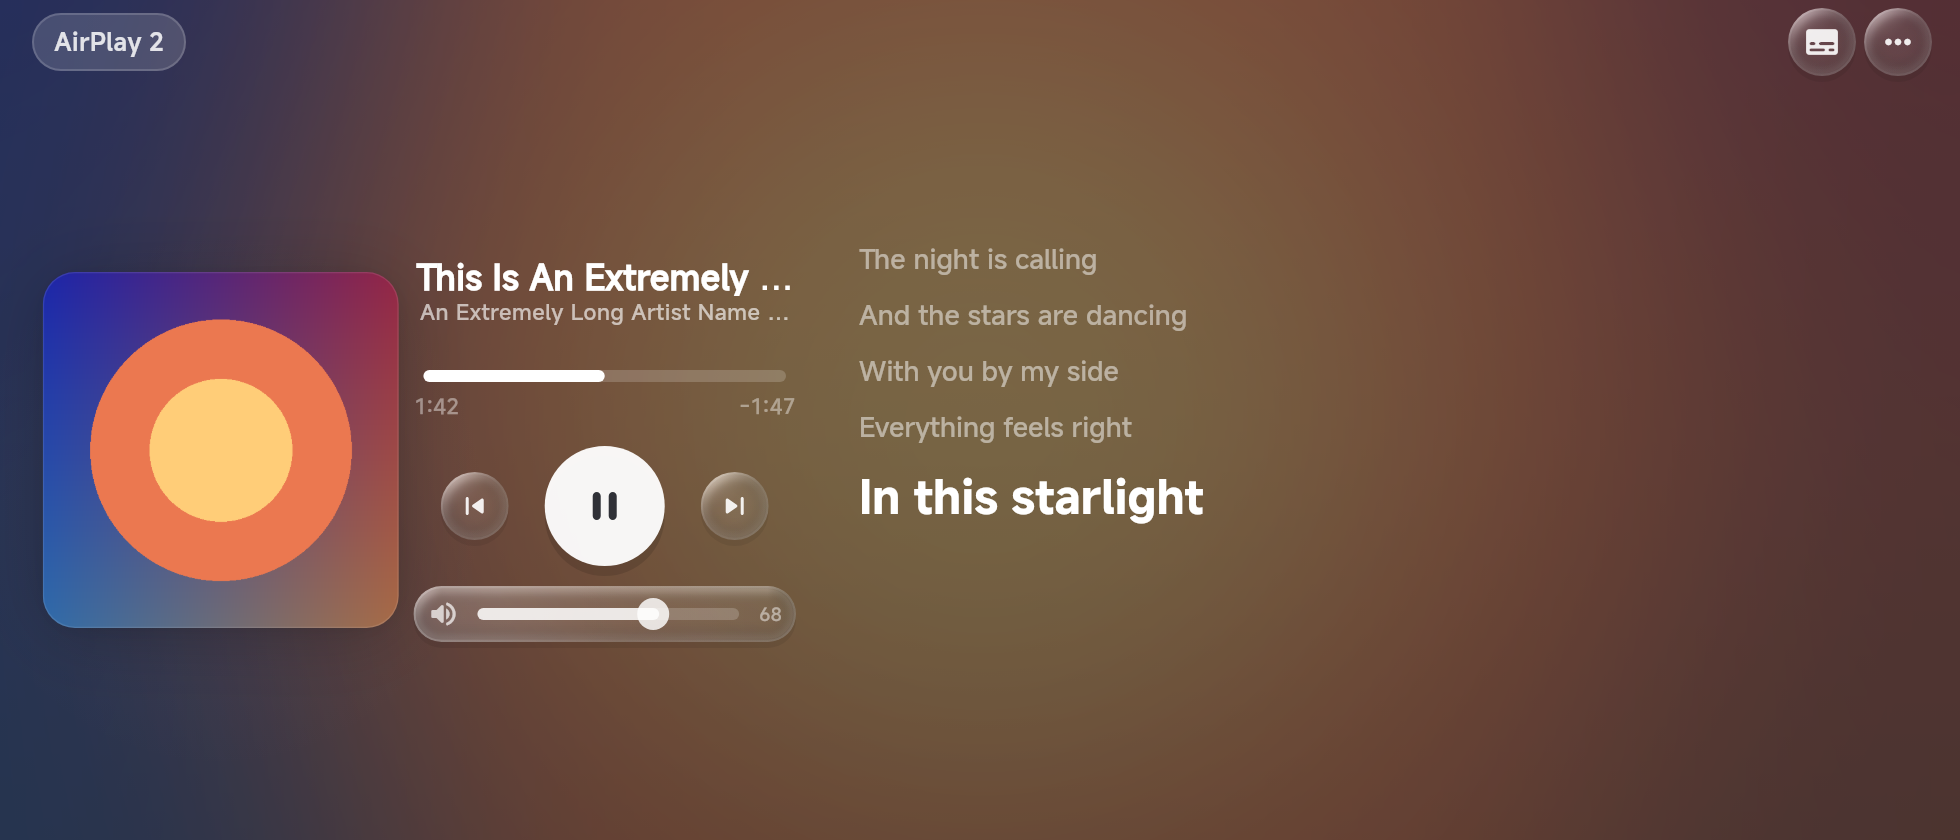 AirPlay 2
This Is An Extremely ...
An Extremely Long Artist Name ...
1:42
-1:47
68
The night is calling
And the stars are dancing
With you by my side
Everything feels right
In this starlight